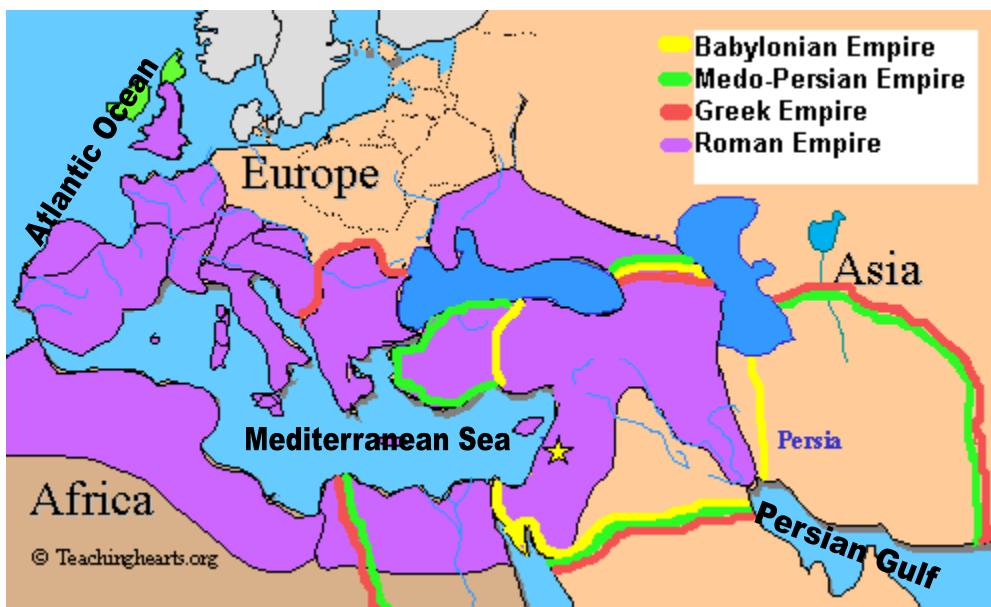 Babylonian Empire
Medo-Persian Empire
Greek Empire
Roman Empire
Atlantic Ocean
Europe
Asia
Mediterranean Sea
Persia
Africa
Persian Gulf
© Teachinghearts.org